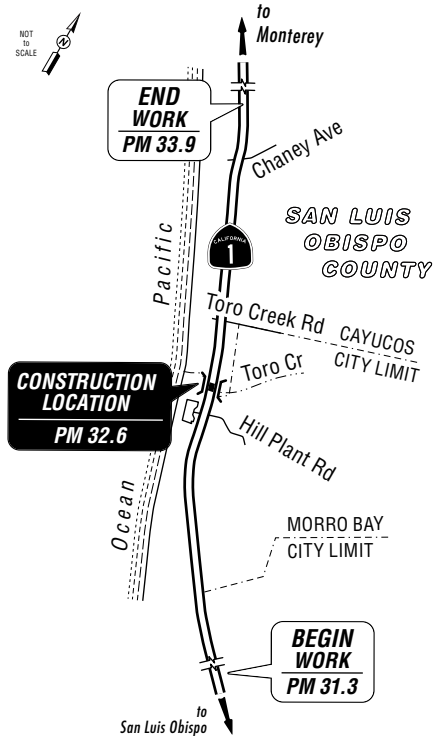 NOT
to
SCALE
N
to
Monterey
END
WORK
PM 33.9
Chaney Ave
SAN LUIS
OBISPO
COUNTY
CALIFORNIA
1
Pacific
Toro Creek Rd
CAYUCOS
CITY LIMIT
Toro Cr
CONSTRUCTION
LOCATION
PM 32.6
Hill Plant Rd
Ocean
MORRO BAY
CITY LIMIT
BEGIN
WORK
PM 31.3
to
San Luis Obispo